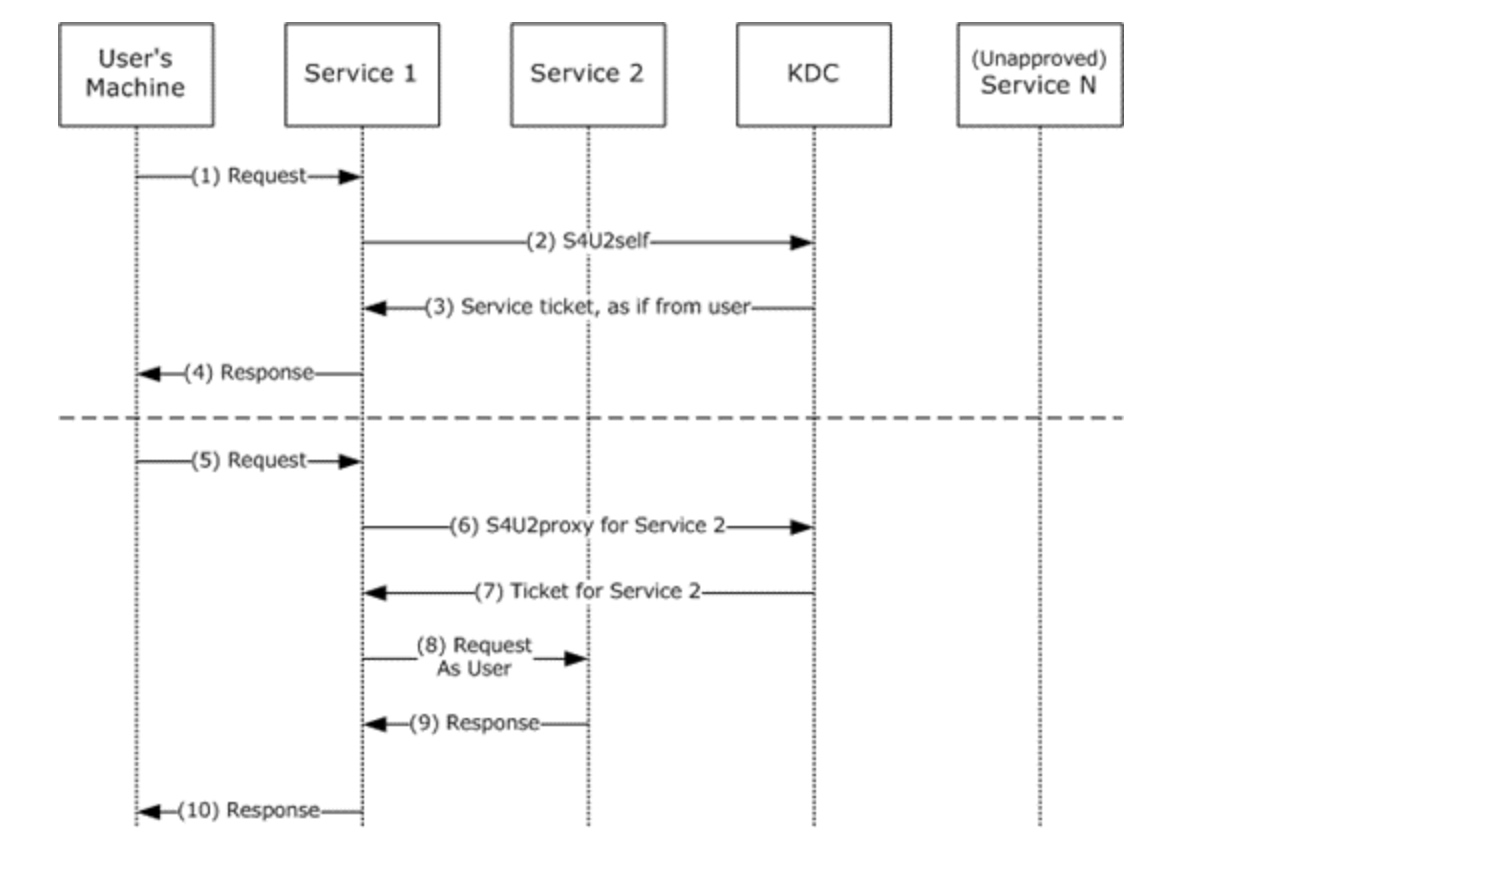 User's
Machine
Service 1
Service 2
KDC
(Unapproved)
Service N
(1) Request
(2) S4U2self
(3) Service ticket, as if from user
(4) Response
(5) Request
(6) S4U2proxy for Service 2
(7) Ticket for Service 2
(8) Request
As User
(9) Response
(10) Response